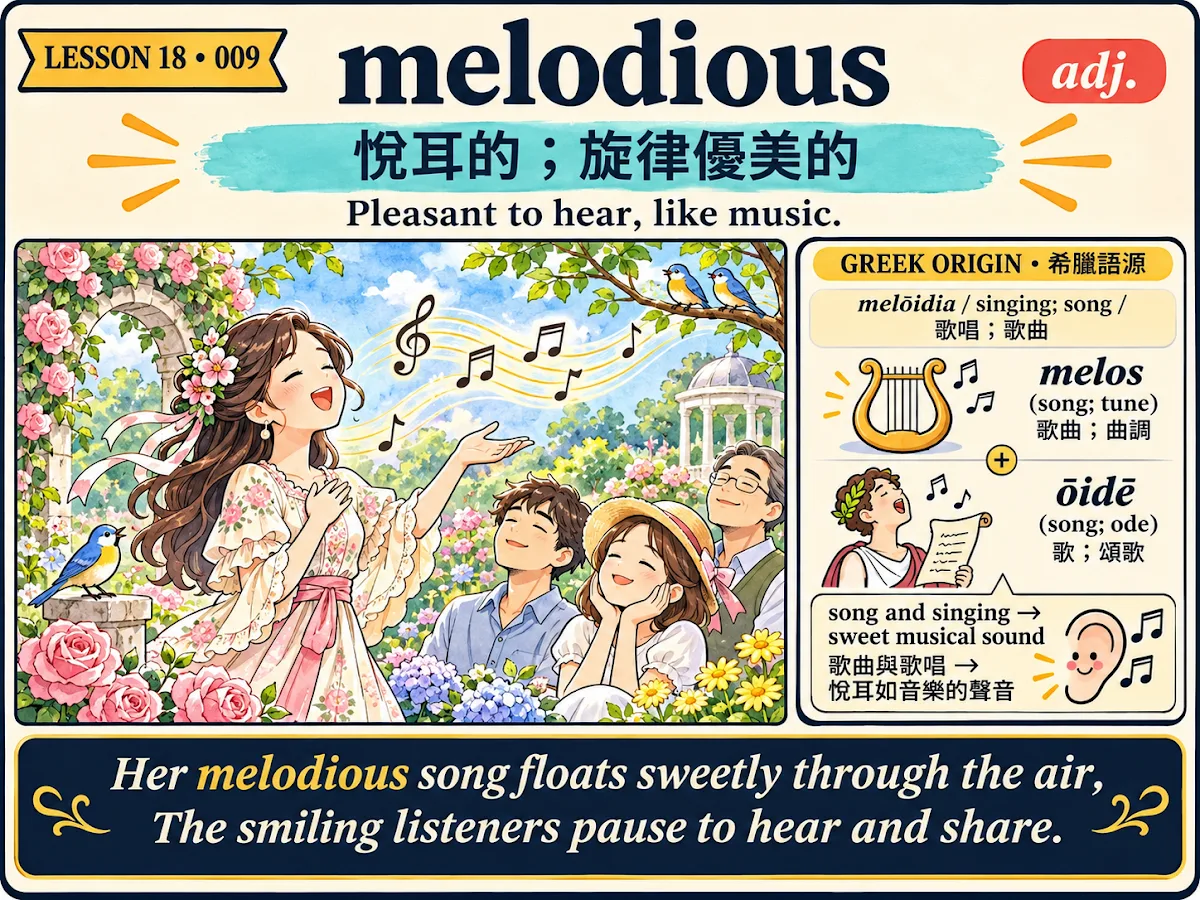 LESSON 18 • 009
melodious
adj.
悅耳的；旋律優美的
Pleasant to hear, like music.
GREEK ORIGIN • 希臘語源
melōidia / singing; song /
歌唱；歌曲
melos
(song; tune)
歌曲；曲調
+
ōidē
(song; ode)
歌；頌歌
song and singing →
sweet musical sound
歌曲與歌唱 →
悅耳如音樂的聲音
Her melodious song floats sweetly through the air,
The smiling listeners pause to hear and share.